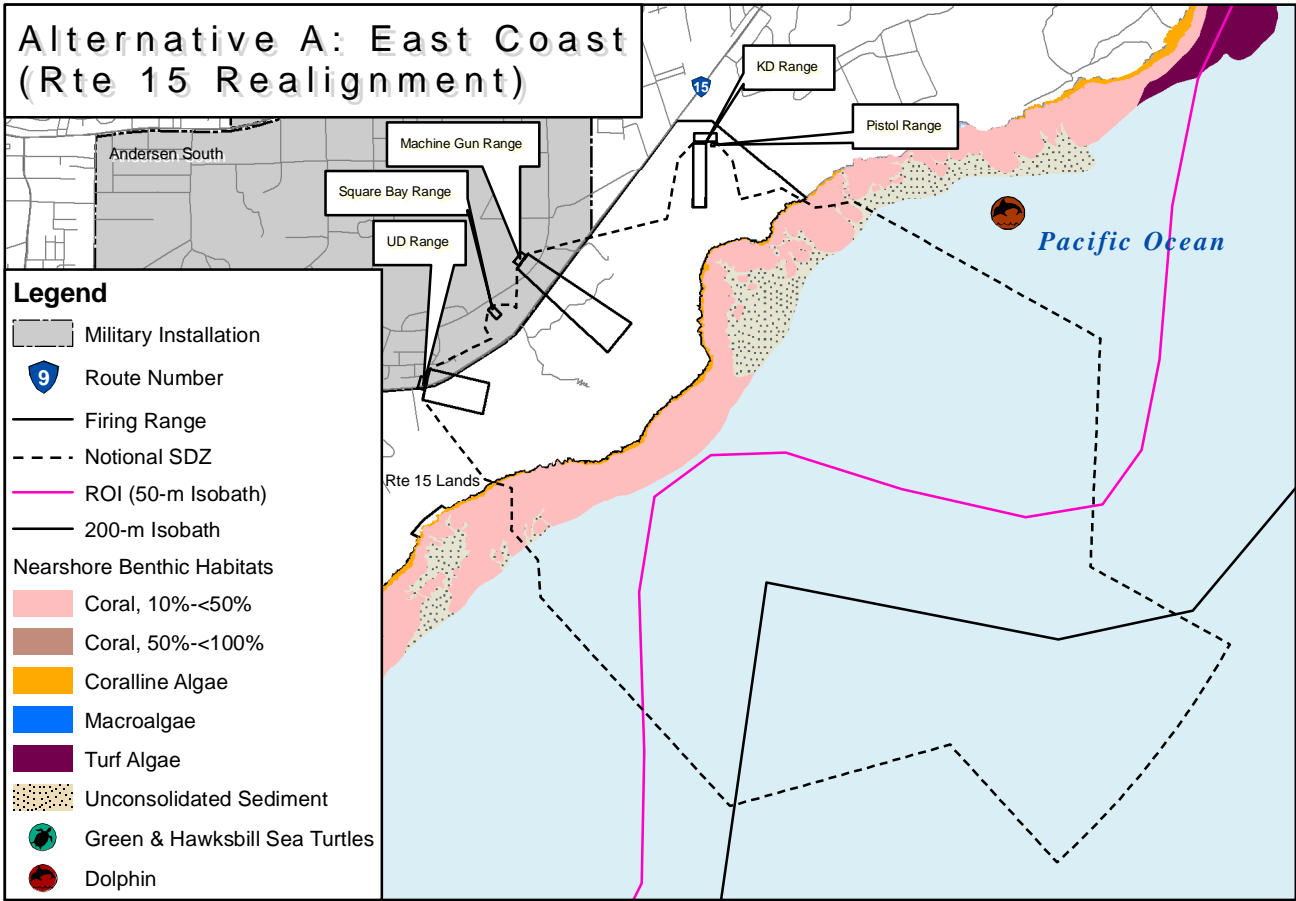 Alternative A: East Coast
(Rte 15 Realignment)
KD Range
15
Pistol Range
Machine Gun Range
Andersen South
Square Bay Range
UD Range
Pacific Ocean
Rte 15 Lands
Legend
Military Installation
9 Route Number
Firing Range
Notional SDZ
ROI (50-m Isobath)
200-m Isobath
Nearshore Benthic Habitats
Coral, 10%-<50%
Coral, 50%-<100%
Coralline Algae
Macroalgae
Turf Algae
Unconsolidated Sediment
Green & Hawksbill Sea Turtles
Dolphin